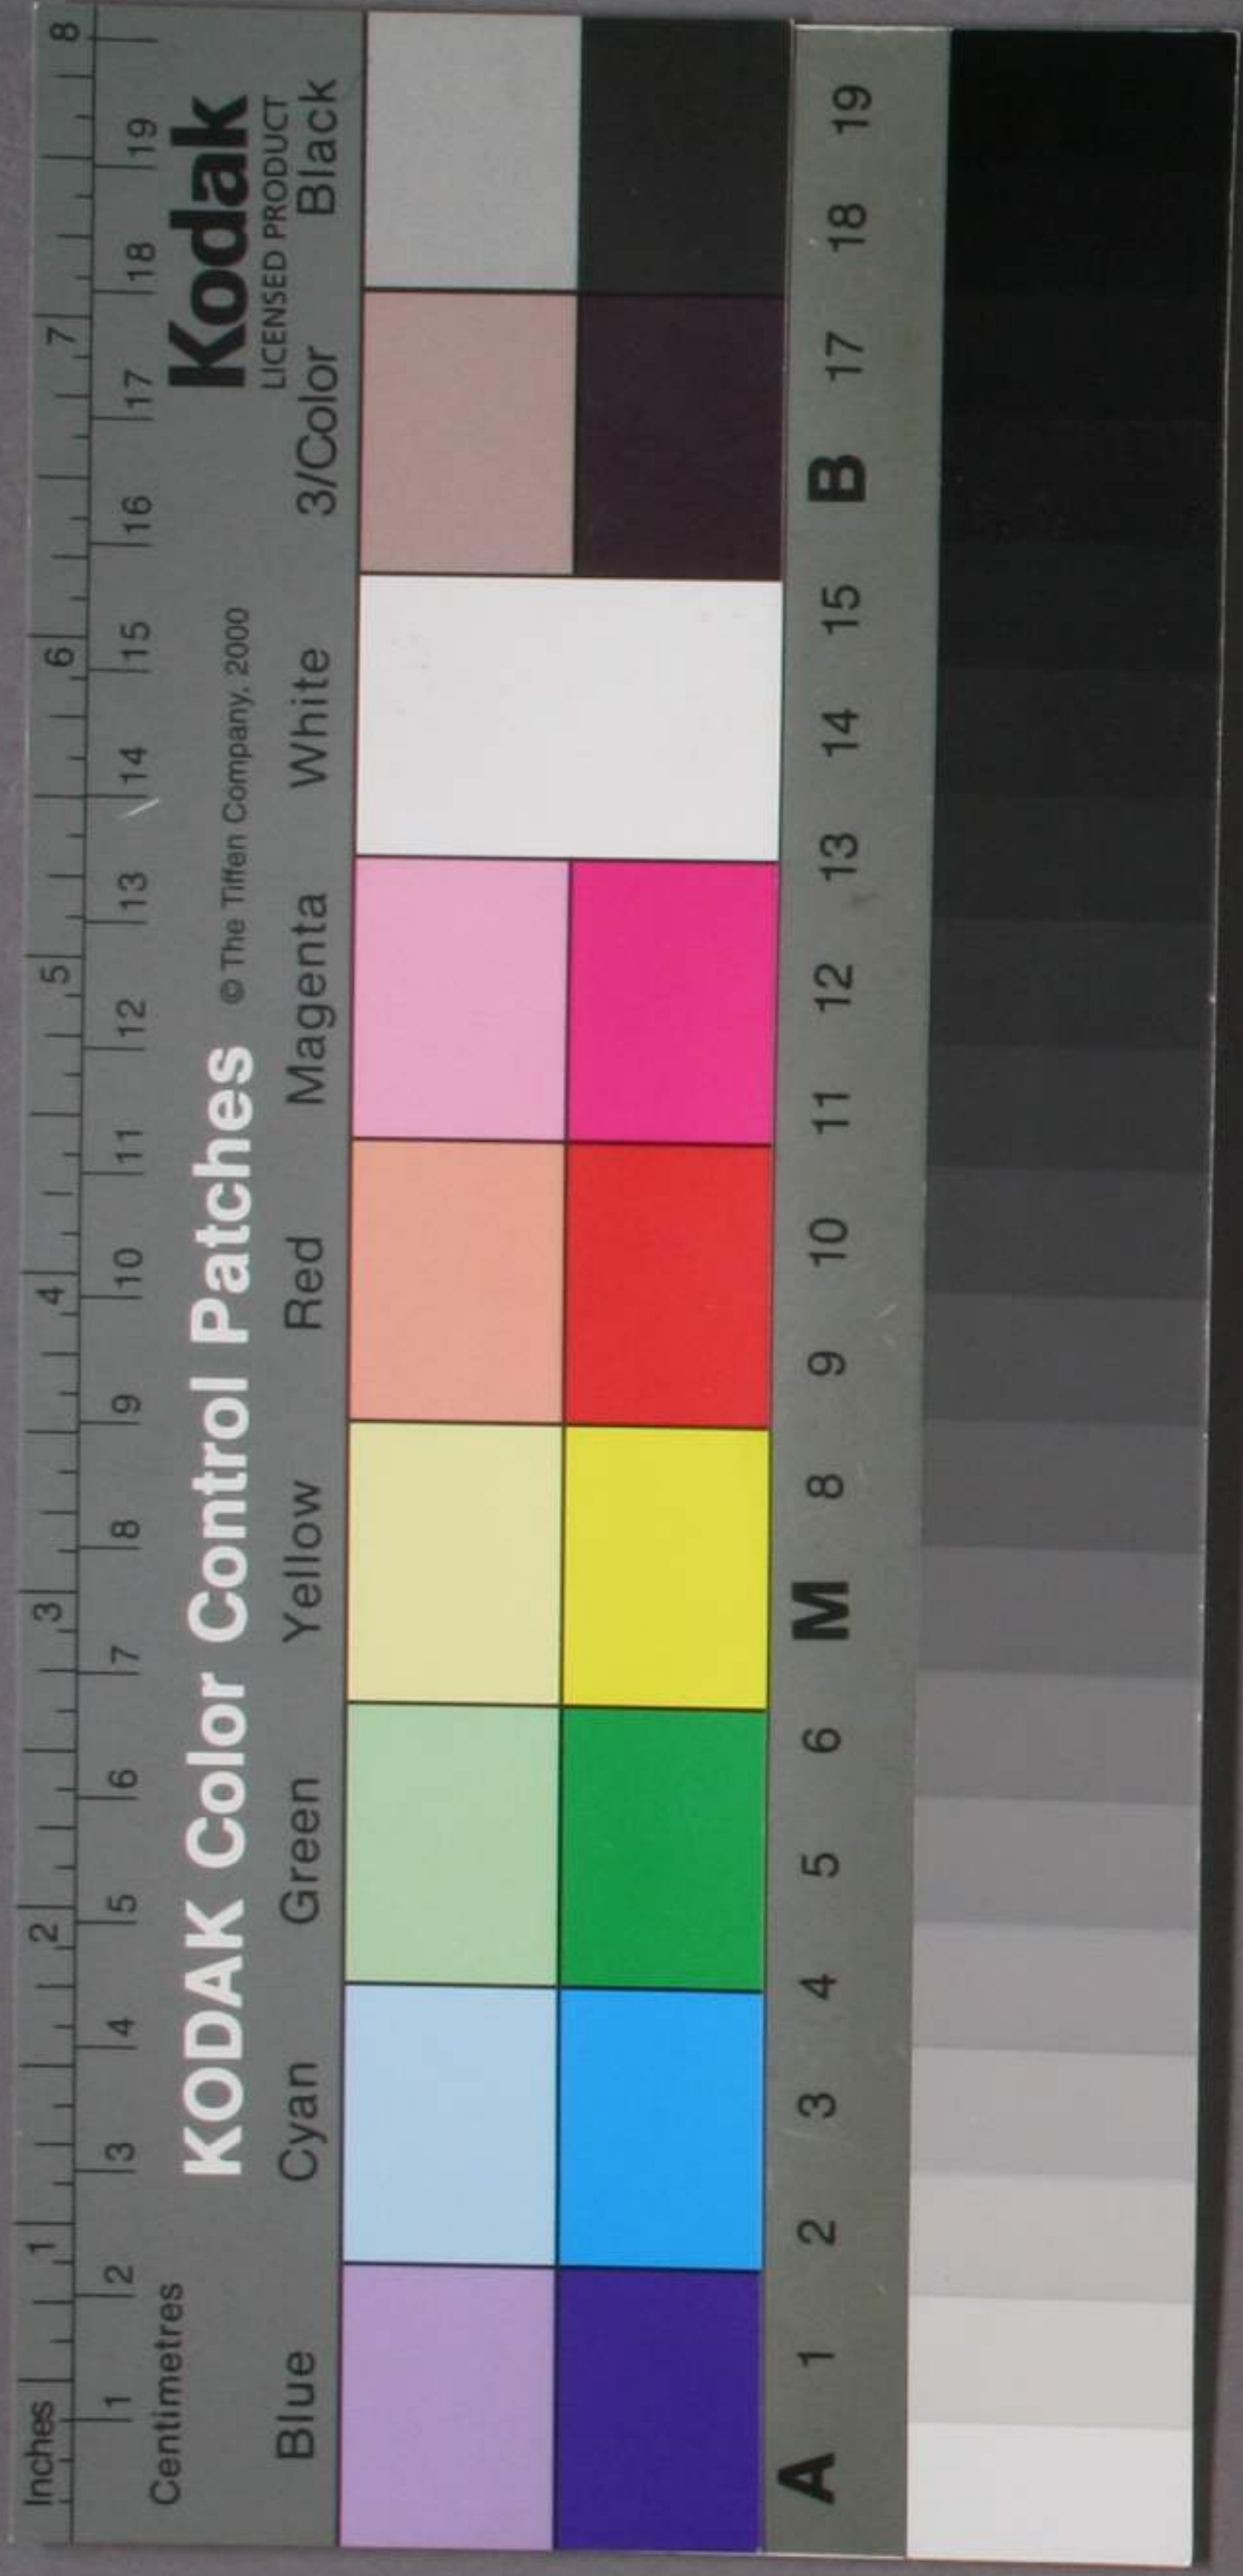 Inches 1 2 3 4 5 6 7 8
1 2 3 4 5 6 7 8 9 10 11 12 13 14 15 16 17 18 19
Centimetres
KODAK Color Control Patches © The Tiffen Company, 2000
Kodak
LICENSED PRODUCT
Blue Cyan Green Yellow Red Magenta White 3/Color Black
A 1 2 3 4 5 6 M 8 9 10 11 12 13 14 15 B 17 18 19